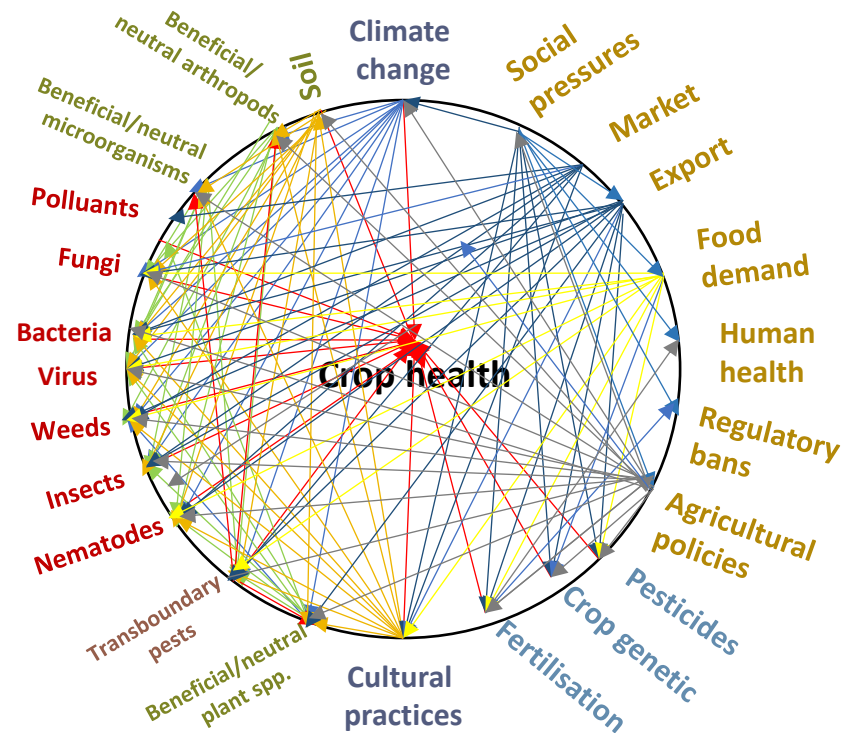 Climate
change
Social
pressures
Market
Export
Food
demand
Human
health
Regulatory
bans
Agricultural
policies
Pesticides
Crop genetic
Fertilisation
Cultural
practices
Beneficial/neutral
plant spp.
Transboundary
pests
Nematodes
Insects
Weeds
Virus
Bacteria
Fungi
Polluants
Beneficial/neutral
microorganisms
Beneficial/
neutral arthropods
Soil
Crop health